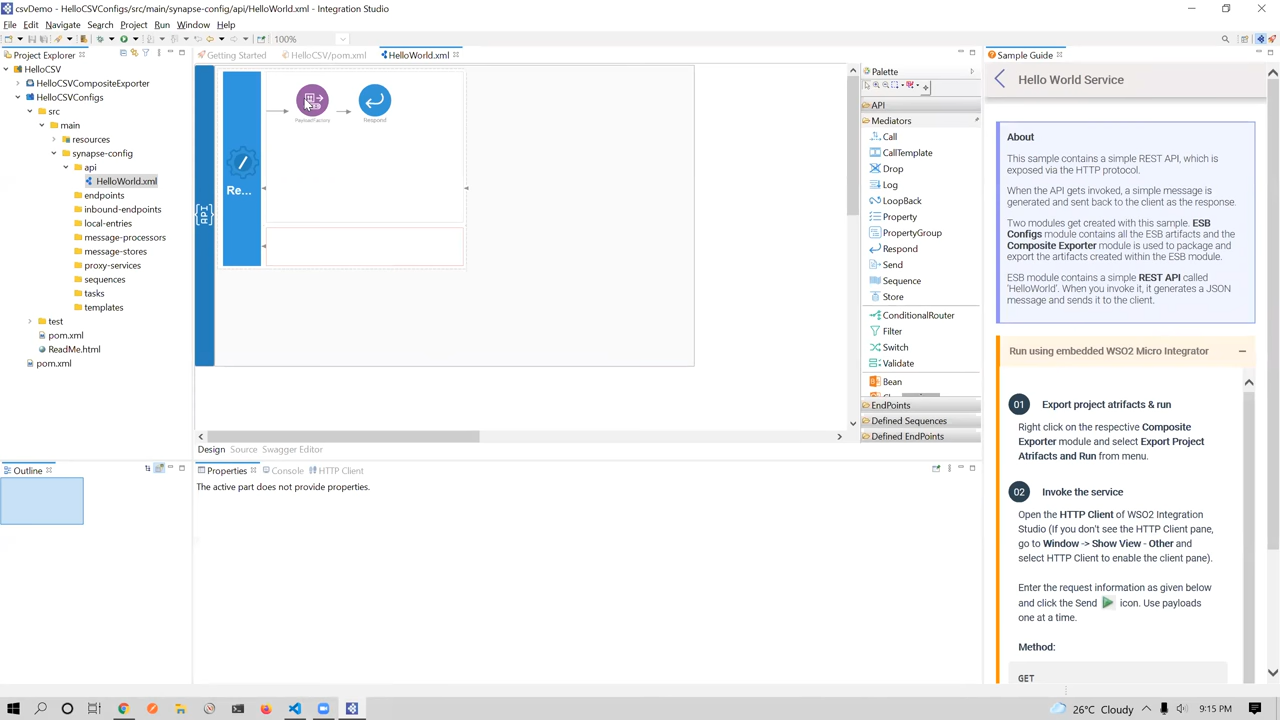 csvDemo - HelloCSVConfigs/src/main/synapse-config/api/HelloWorld.xml - Integration Studio
File Edit Navigate Search Project Run Window Help
100%
Project Explorer
HelloCSV
HelloCSVCompositeExporter
HelloCSVConfigs
src
main
resources
synapse-config
api
HelloWorld.xml
endpoints
inbound-endpoints
local-entries
message-processors
message-stores
proxy-services
sequences
tasks
templates
test
pom.xml
ReadMe.html
pom.xml
Outline
Getting Started
HelloCSV/pom.xml
HelloWorld.xml
API
Re...
PayloadFactory
Respond
Design Source Swagger Editor
Palette
API
Mediators
Call
CallTemplate
Drop
Log
LoopBack
Property
PropertyGroup
Respond
Send
Sequence
Store
ConditionalRouter
Filter
Switch
Validate
Bean
EndPoints
Defined Sequences
Defined EndPoints
Properties
Console
HTTP Client
The active part does not provide properties.
Sample Guide
Hello World Service
About
This sample contains a simple REST API, which is
exposed via the HTTP protocol.
When the API gets invoked, a simple message is
generated and sent back to the client as the response.
Two modules get created with this sample. ESB
Configs module contains all the ESB artifacts and the
Composite Exporter module is used to package and
export the artifacts created within the ESB module.
ESB module contains a simple REST API called
'HelloWorld'. When you invoke it, it generates a JSON
message and sends it to the client.
Run using embedded WSO2 Micro Integrator
01 Export project atrifacts & run
Right click on the respective Composite
Exporter module and select Export Project
Atrifacts and Run from menu.
02 Invoke the service
Open the HTTP Client of WSO2 Integration
Studio (If you don't see the HTTP Client pane,
go to Window -> Show View - Other and
select HTTP Client to enable the client pane).
Enter the request information as given below
and click the Send icon. Use payloads
one at a time.
Method:
GET
26°C Cloudy
9:15 PM